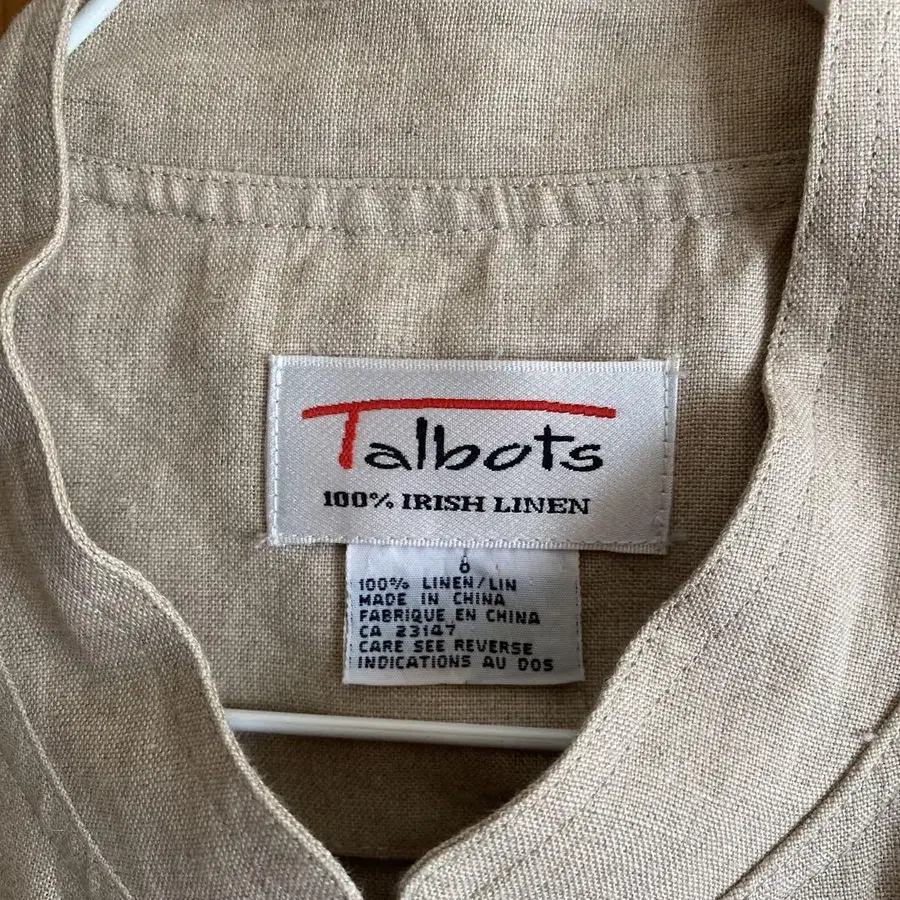 Talbots
100% IRISH LINEN
8
100% LINEN/LIN
MADE IN CHINA
FABRIQUE EN CHINA
CA 23147
CARE SEE REVERSE
INDICATIONS AU DOS